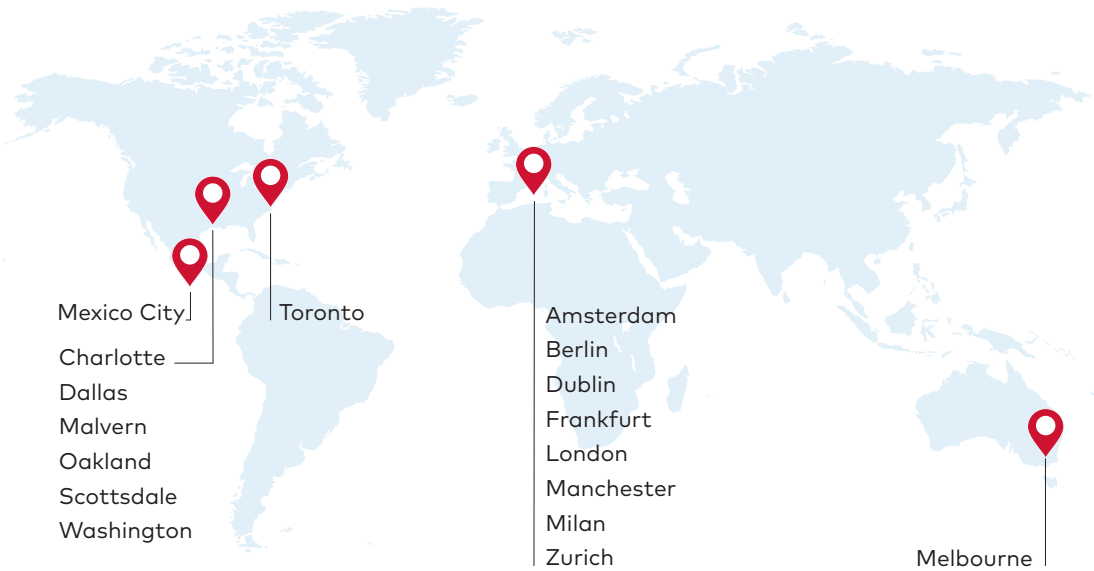 Mexico City
Toronto
Charlotte
Dallas
Malvern
Oakland
Scottsdale
Washington
Amsterdam
Berlin
Dublin
Frankfurt
London
Manchester
Milan
Zurich
Melbourne